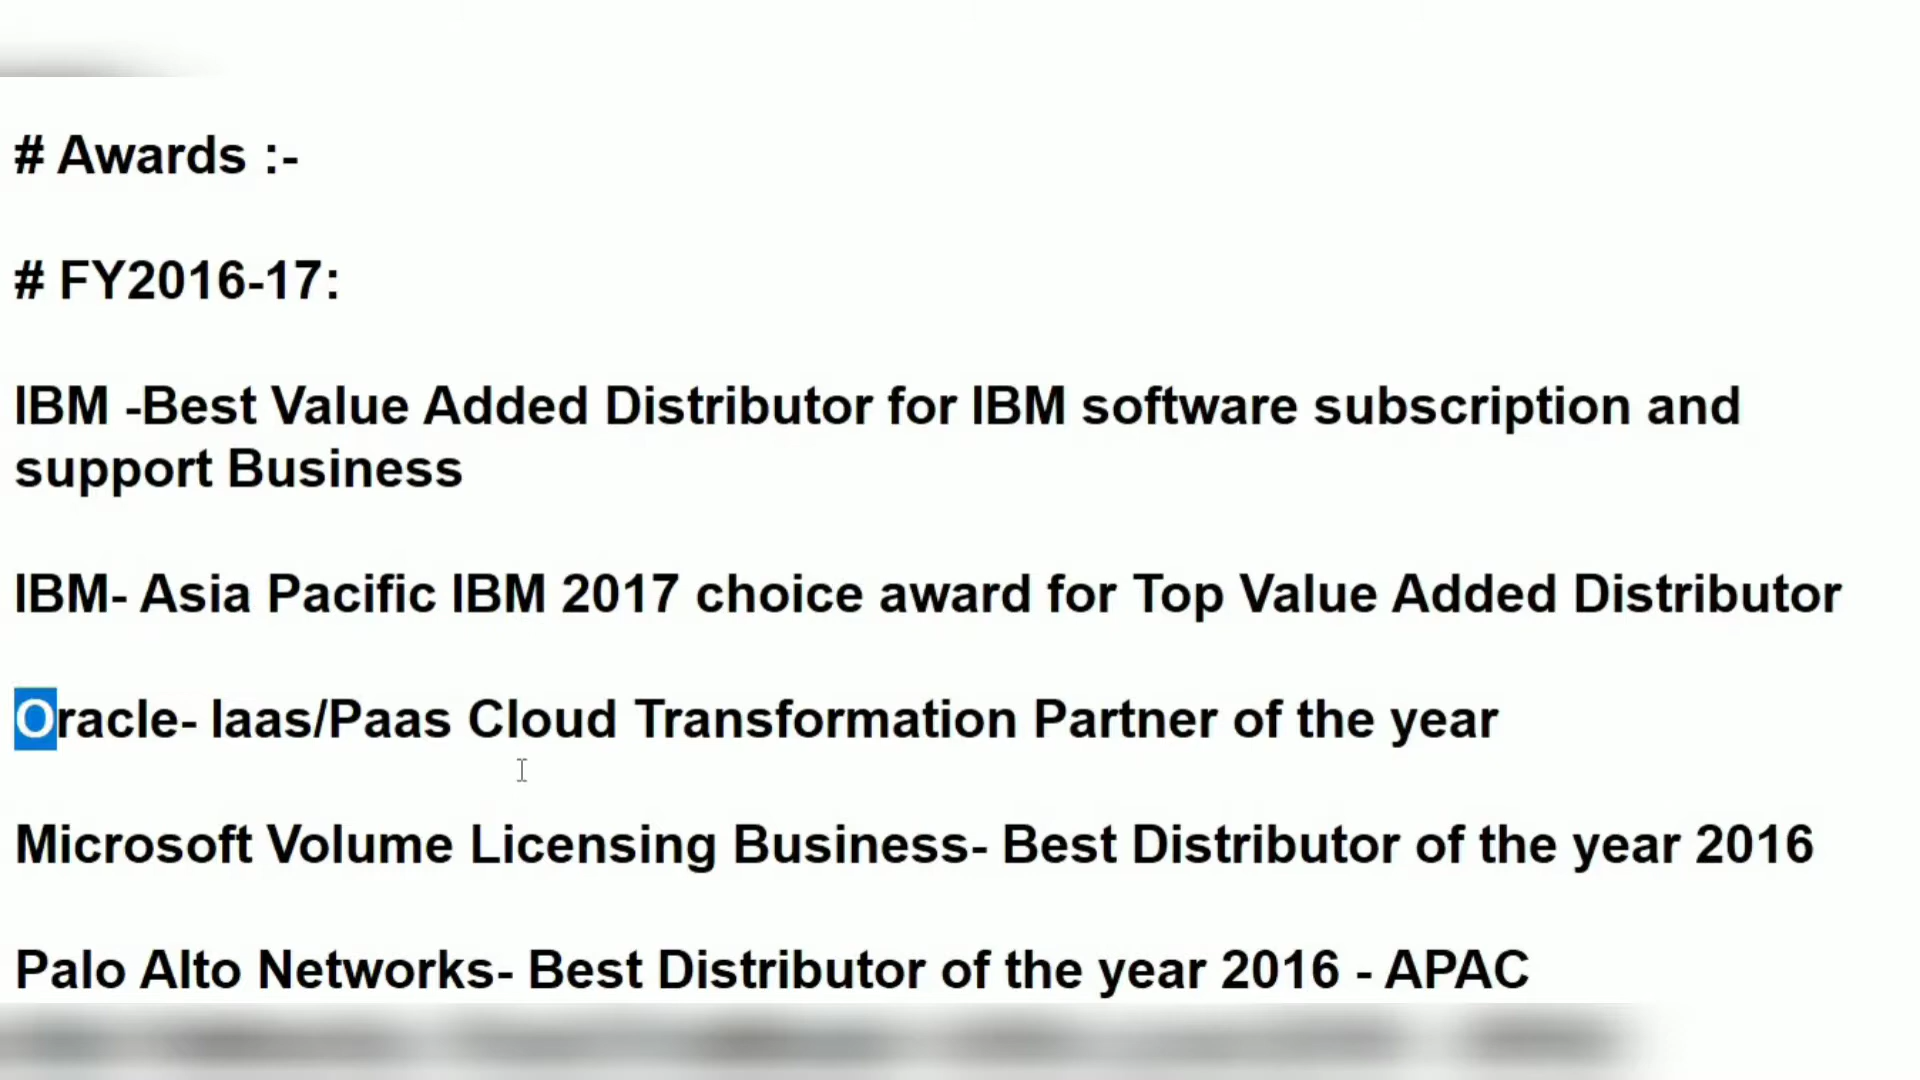 # Awards :-
# FY2016-17:
IBM -Best Value Added Distributor for IBM software subscription and
support Business
IBM- Asia Pacific IBM 2017 choice award for Top Value Added Distributor
Oracle- Iaas/Paas Cloud Transformation Partner of the year
Microsoft Volume Licensing Business- Best Distributor of the year 2016
Palo Alto Networks- Best Distributor of the year 2016 - APAC